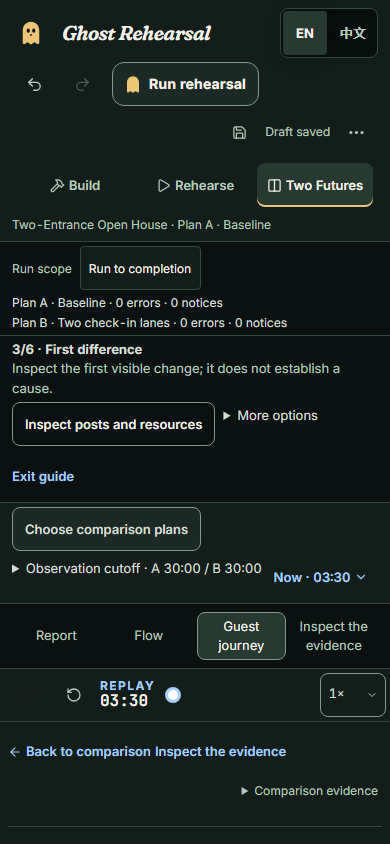 Ghost Rehearsal
EN 中文
Run rehearsal
Draft saved
Build Rehearse Two Futures
Two-Entrance Open House · Plan A · Baseline
Run scope Run to completion
Plan A · Baseline · 0 errors · 0 notices
Plan B · Two check-in lanes · 0 errors · 0 notices
3/6 · First difference
Inspect the first visible change; it does not establish a
cause.
Inspect posts and resources
More options
Exit guide
Choose comparison plans
Observation cutoff · A 30:00 / B 30:00
Now · 03:30
Report Flow Guest journey Inspect the evidence
REPLAY
03:30
1×
← Back to comparison Inspect the evidence
Comparison evidence